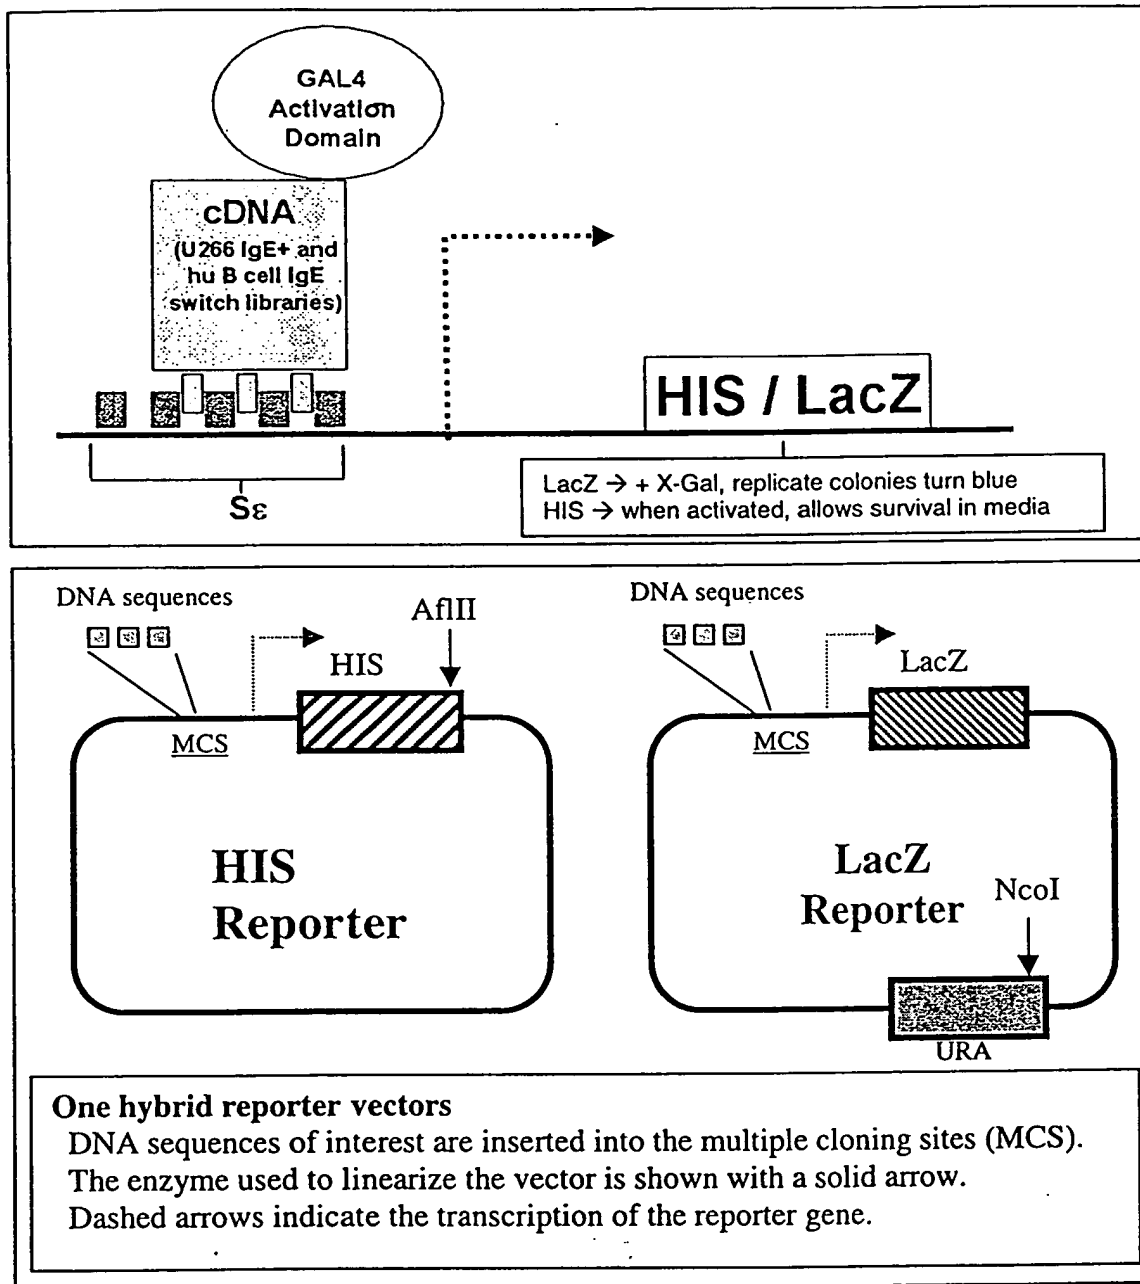 GAL4
Activation
Domain
cDNA
(U266 IgE+ and
hu B cell IgE
switch libraries)
HIS / LacZ
Sε
LacZ → + X-Gal, replicate colonies turn blue
HIS → when activated, allows survival in media
DNA sequences
AflII
HIS
MCS
HIS
Reporter
DNA sequences
LacZ
MCS
LacZ
Reporter
NcoI
URA
One hybrid reporter vectors
DNA sequences of interest are inserted into the multiple cloning sites (MCS).
The enzyme used to linearize the vector is shown with a solid arrow.
Dashed arrows indicate the transcription of the reporter gene.